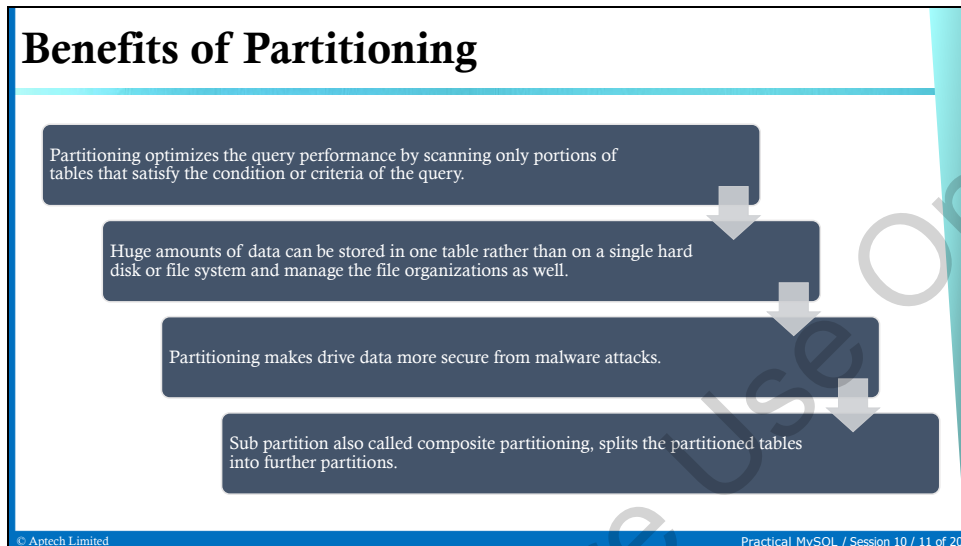 Benefits of Partitioning
Partitioning optimizes the query performance by scanning only portions of
tables that satisfy the condition or criteria of the query.
Huge amounts of data can be stored in one table rather than on a single hard
disk or file system and manage the file organizations as well.
Partitioning makes drive data more secure from malware attacks.
Sub partition also called composite partitioning, splits the partitioned tables
into further partitions.
Use
© Aptech Limited
Practical MySQL / Session 10 / 11 of 20